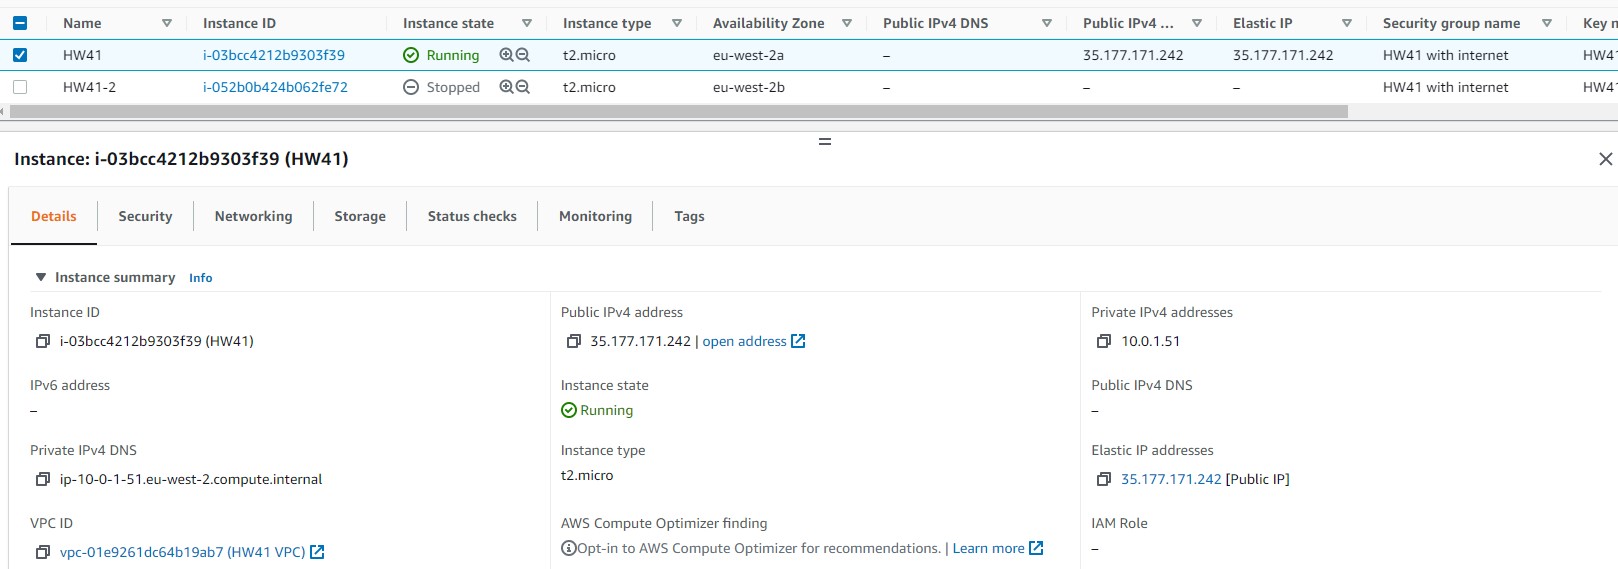 Name Instance ID Instance state Instance type Availability Zone Public IPv4 DNS Public IPv4 ... Elastic IP Security group name Key n
HW41 i-03bcc4212b9303f39 Running t2.micro eu-west-2a – 35.177.171.242 35.177.171.242 HW41 with internet HW41
HW41-2 i-052b0b424b062fe72 Stopped t2.micro eu-west-2b – – – HW41 with internet HW41
Instance: i-03bcc4212b9303f39 (HW41)
Details Security Networking Storage Status checks Monitoring Tags
Instance summary Info
Instance ID Public IPv4 address Private IPv4 addresses
i-03bcc4212b9303f39 (HW41) 35.177.171.242 | open address 10.0.1.51
IPv6 address Instance state Public IPv4 DNS
– Running –
Private IPv4 DNS Instance type Elastic IP addresses
ip-10-0-1-51.eu-west-2.compute.internal t2.micro 35.177.171.242 [Public IP]
VPC ID AWS Compute Optimizer finding IAM Role
vpc-01e9261dc64b19ab7 (HW41 VPC) Opt-in to AWS Compute Optimizer for recommendations. | Learn more –